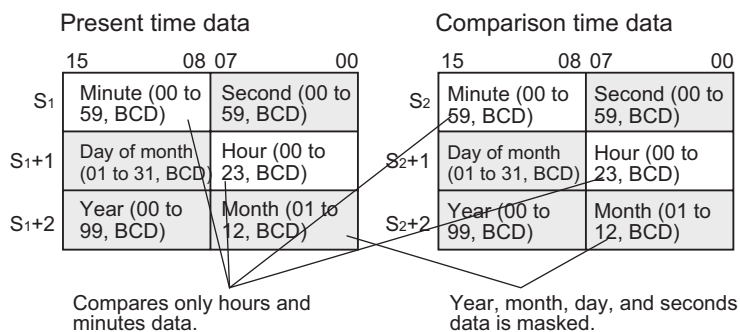 Present time data
Comparison time data
15 08 07 00
15 08 07 00
S1
Minute (00 to
59, BCD)
Second (00 to
59, BCD)
S1+1
Day of month
(01 to 31, BCD)
Hour (00 to
23, BCD)
S1+2
Year (00 to
99, BCD)
Month (01 to
12, BCD)
S2
Minute (00 to
59, BCD)
Second (00 to
59, BCD)
S2+1
Day of month
(01 to 31, BCD)
Hour (00 to
23, BCD)
S2+2
Year (00 to
99, BCD)
Month (01 to
12, BCD)
Compares only hours and
minutes data.
Year, month, day, and seconds
data is masked.